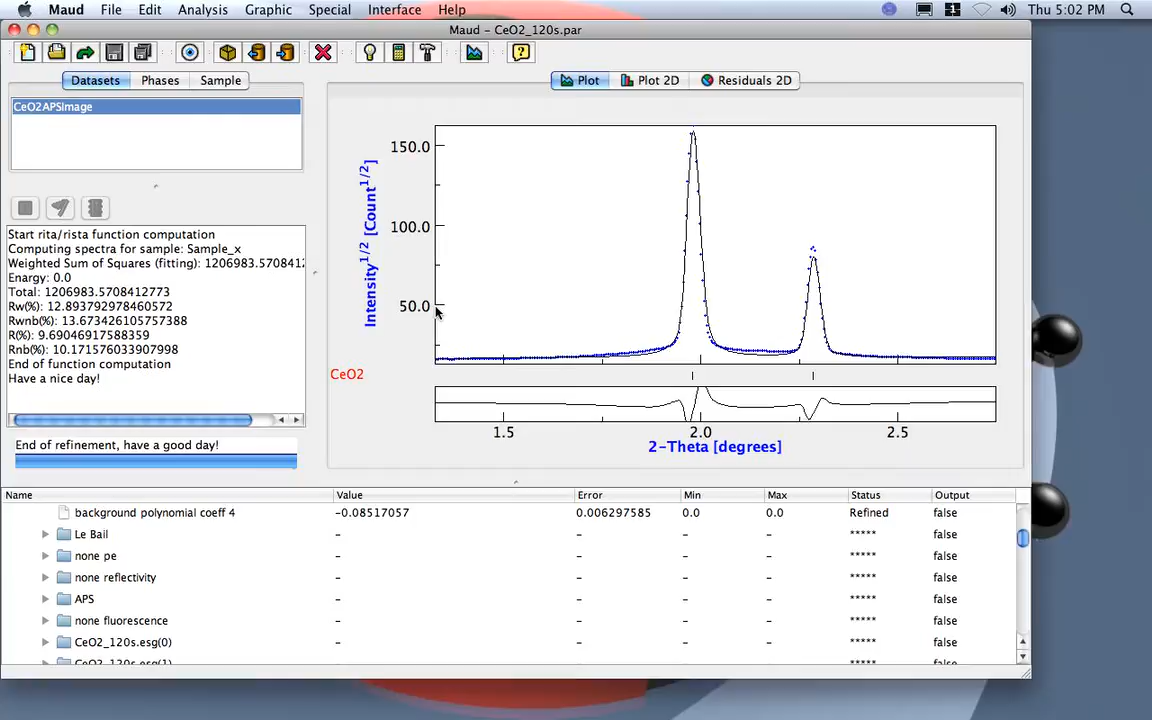 Maud File Edit Analysis Graphic Special Interface Help 1 Thu 5:02 PM
Maud - CeO2_120s.par
Datasets Phases Sample
Plot Plot 2D Residuals 2D
CeO2APSImage
Start rita/rista function computation
Computing spectra for sample: Sample_x
Weighted Sum of Squares (fitting): 1206983.5708412
Energy: 0.0
Total: 1206983.5708412773
Rw(%): 12.893792978460572
Rwnb(%): 13.673426105757388
R(%): 9.69046917588359
Rnb(%): 10.171576033907998
End of function computation
Have a nice day!
End of refinement, have a good day!
Intensity1/2 [Count1/2]
150.0
100.0
50.0
CeO2
1.5 2.0 2.5
2-Theta [degrees]
Name Value Error Min Max Status Output
background polynomial coeff 4 -0.08517057 0.006297585 0.0 0.0 Refined false
Le Bail - - - - ***** false
none pe - - - - ***** false
none reflectivity - - - - ***** false
APS - - - - ***** false
none fluorescence - - - - ***** false
CeO2_120s.esg(0) - - - - ***** false
CeO2_120s.esg(1) - - - - ***** false